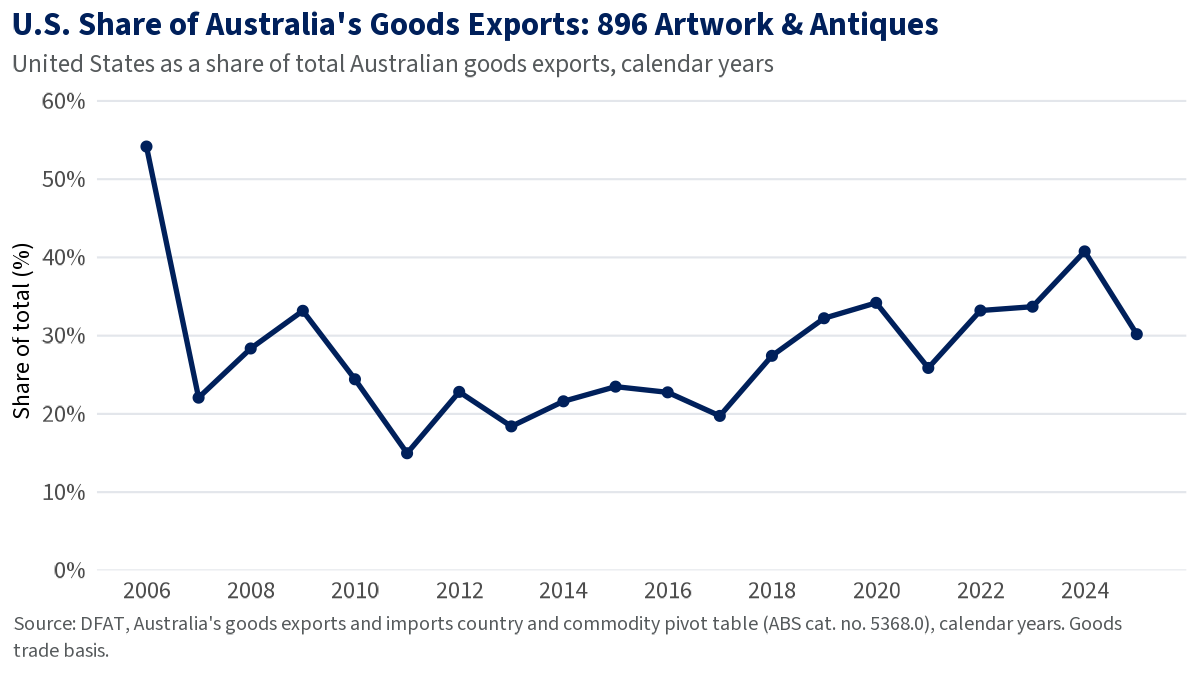 U.S. Share of Australia's Goods Exports: 896 Artwork & Antiques
United States as a share of total Australian goods exports, calendar years
60%
50%
40%
30%
20%
10%
0%
Share of total (%)
2006 2008 2010 2012 2014 2016 2018 2020 2022 2024
Source: DFAT, Australia's goods exports and imports country and commodity pivot table (ABS cat. no. 5368.0), calendar years. Goods
trade basis.